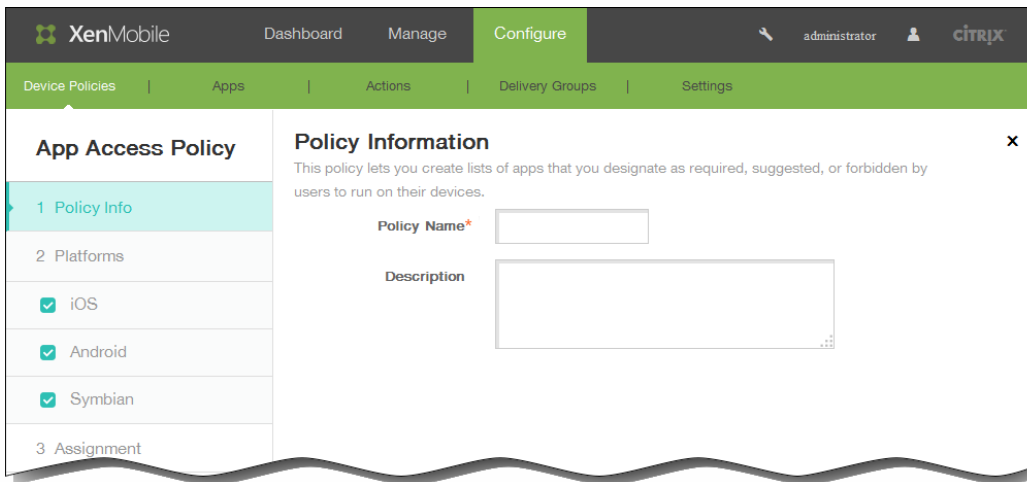 XenMobile Dashboard Manage Configure administrator CITRIX
Device Policies | Apps | Actions | Delivery Groups | Settings
App Access Policy
1 Policy Info
2 Platforms
iOS
Android
Symbian
3 Assignment
Policy Information
This policy lets you create lists of apps that you designate as required, suggested, or forbidden by
users to run on their devices.
Policy Name*
Description
x